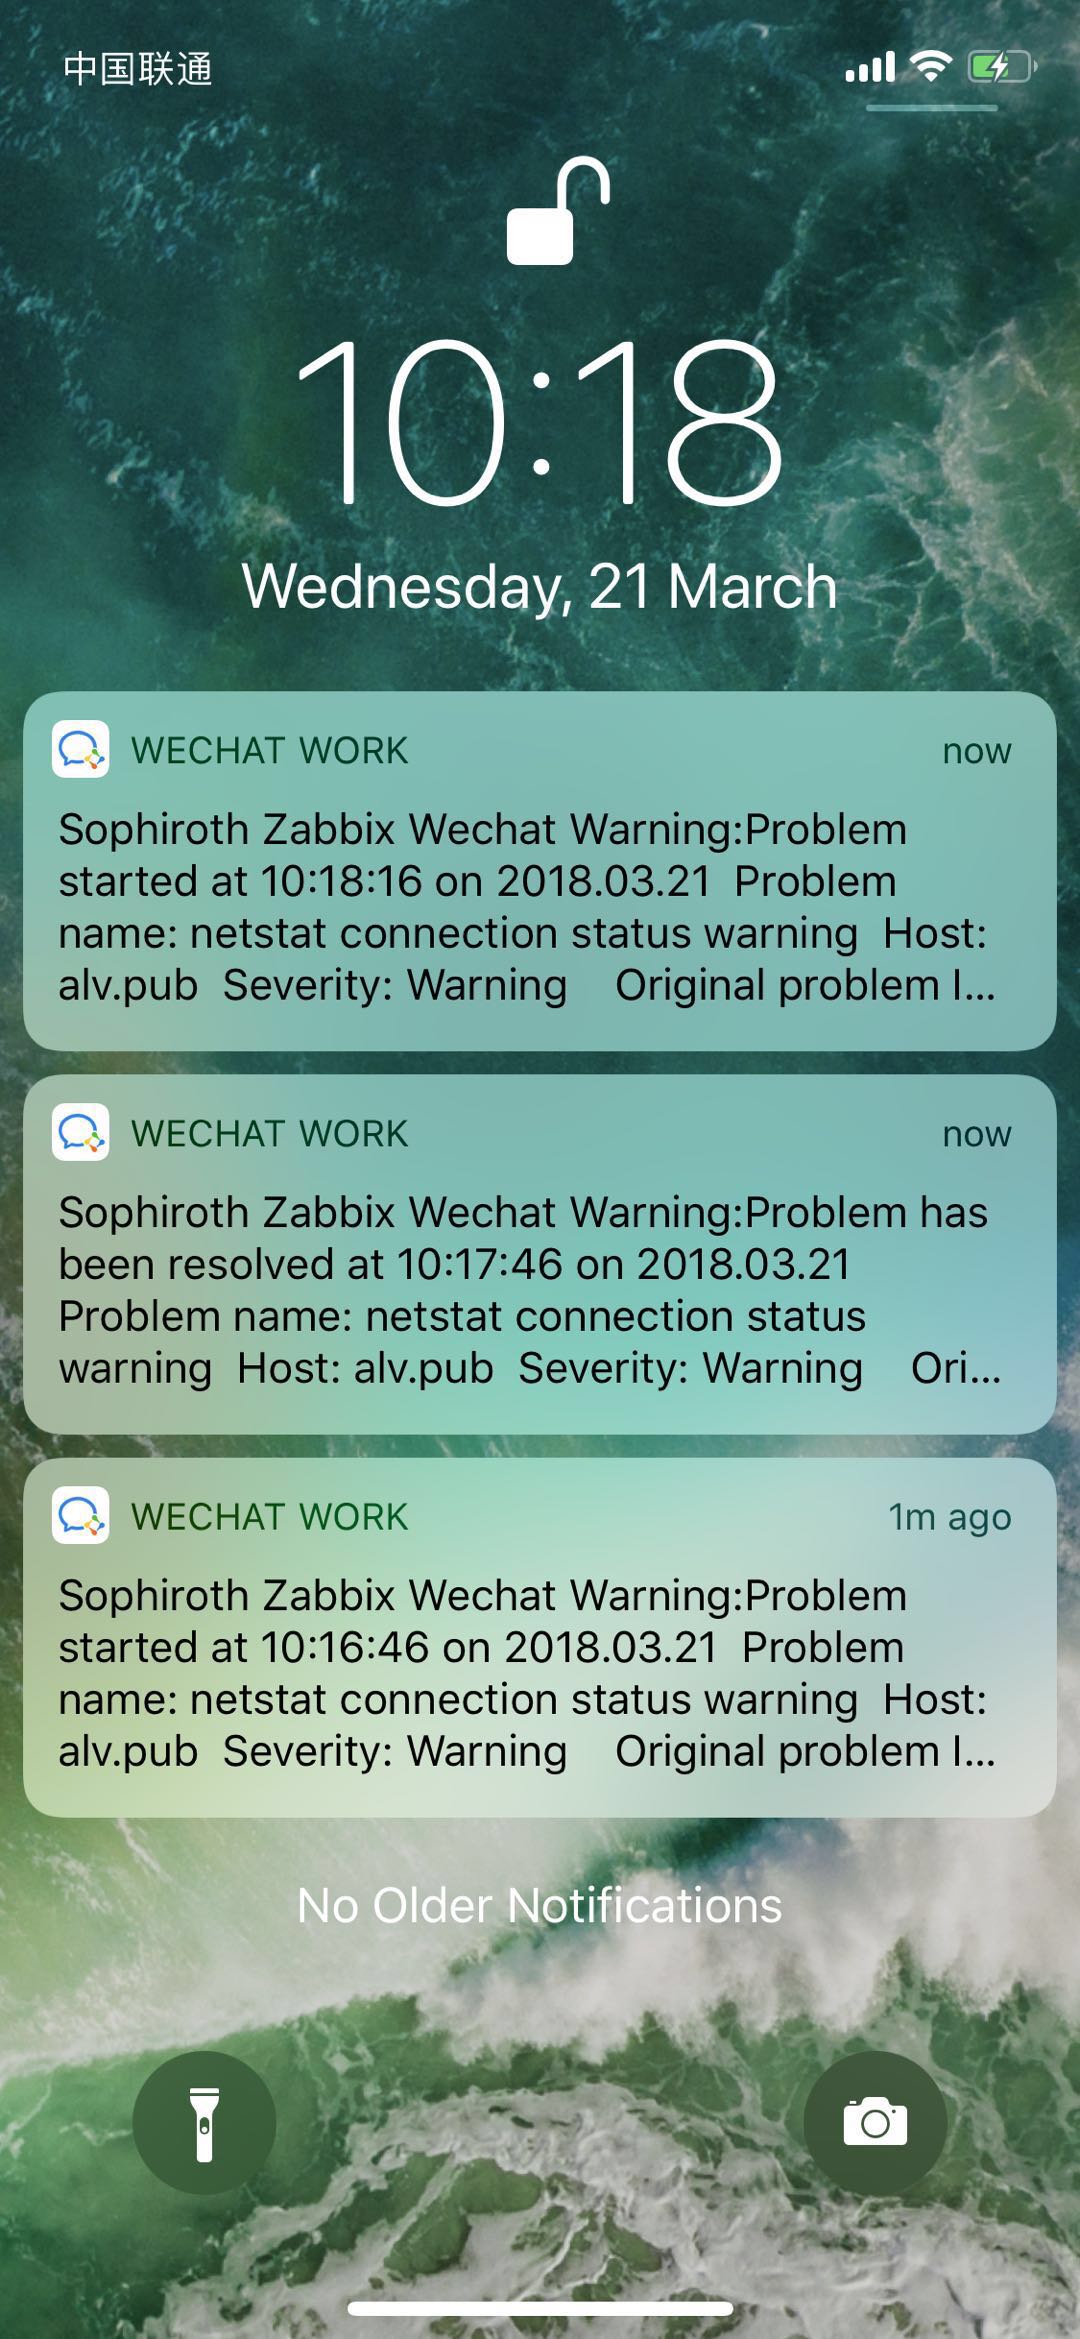 中国联通
10:18
Wednesday, 21 March
WECHAT WORK now
Sophiroth Zabbix Wechat Warning:Problem
started at 10:18:16 on 2018.03.21  Problem
name: netstat connection status warning  Host:
alv.pub  Severity: Warning    Original problem I...
WECHAT WORK now
Sophiroth Zabbix Wechat Warning:Problem has
been resolved at 10:17:46 on 2018.03.21
Problem name: netstat connection status
warning  Host: alv.pub  Severity: Warning    Ori...
WECHAT WORK 1m ago
Sophiroth Zabbix Wechat Warning:Problem
started at 10:16:46 on 2018.03.21  Problem
name: netstat connection status warning  Host:
alv.pub  Severity: Warning    Original problem I...
No Older Notifications